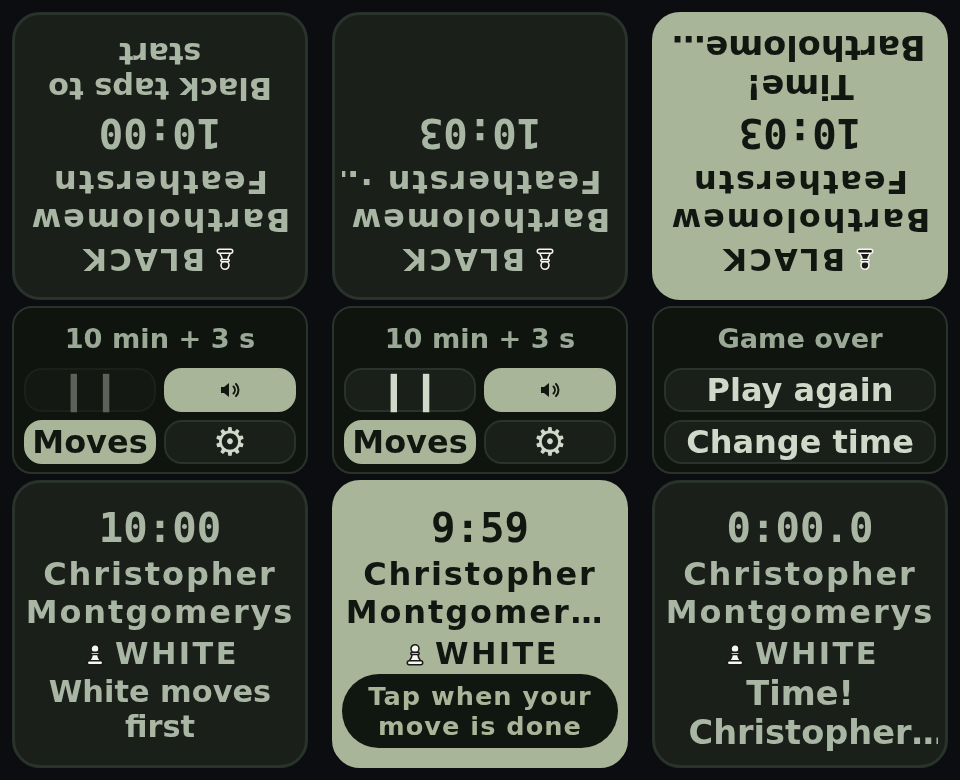 BLACK
Bartholomew
Featherstn
10:00
Black taps to
start
10 min + 3 s
Moves
10:00
Christopher
Montgomerys
WHITE
White moves
first
BLACK
Bartholomew
Featherstn ·…
10:03
10 min + 3 s
Moves
9:59
Christopher
Montgomer…
WHITE
Tap when your
move is done
BLACK
Bartholomew
Featherstn
10:03
Time!
Bartholome…
Game over
Play again
Change time
0:00.0
Christopher
Montgomerys
WHITE
Time!
Christopher…